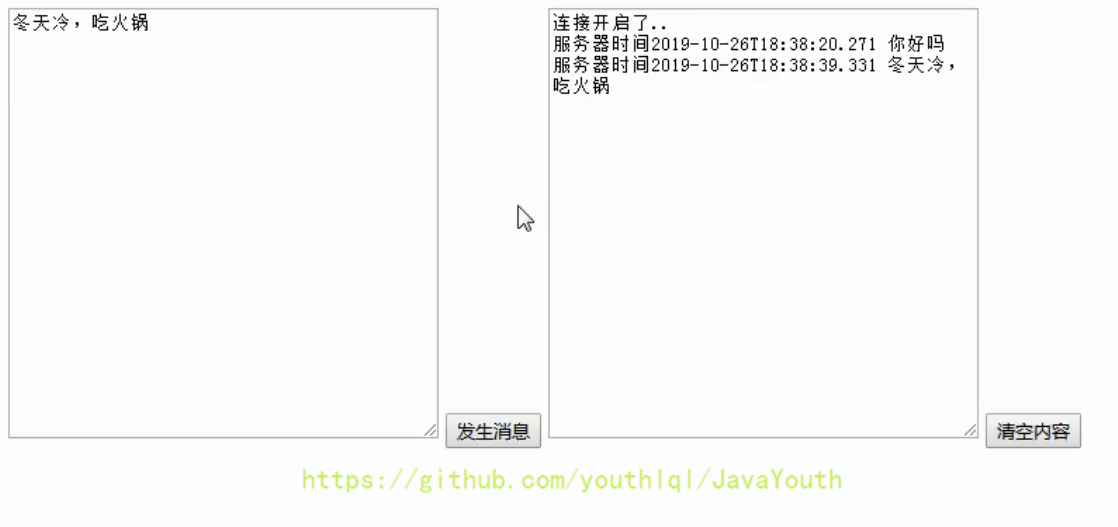 冬天冷，吃火锅
连接开启了..
服务器时间2019-10-26T18:38:20.271 你好吗
服务器时间2019-10-26T18:38:39.331 冬天冷，
吃火锅
发生消息
清空内容
https://github.com/youthlql/JavaYouth